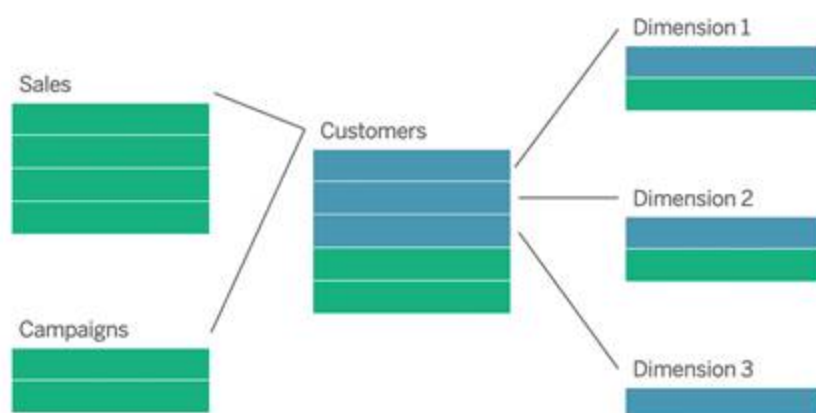 Sales
Campaigns
Customers
Dimension 1
Dimension 2
Dimension 3